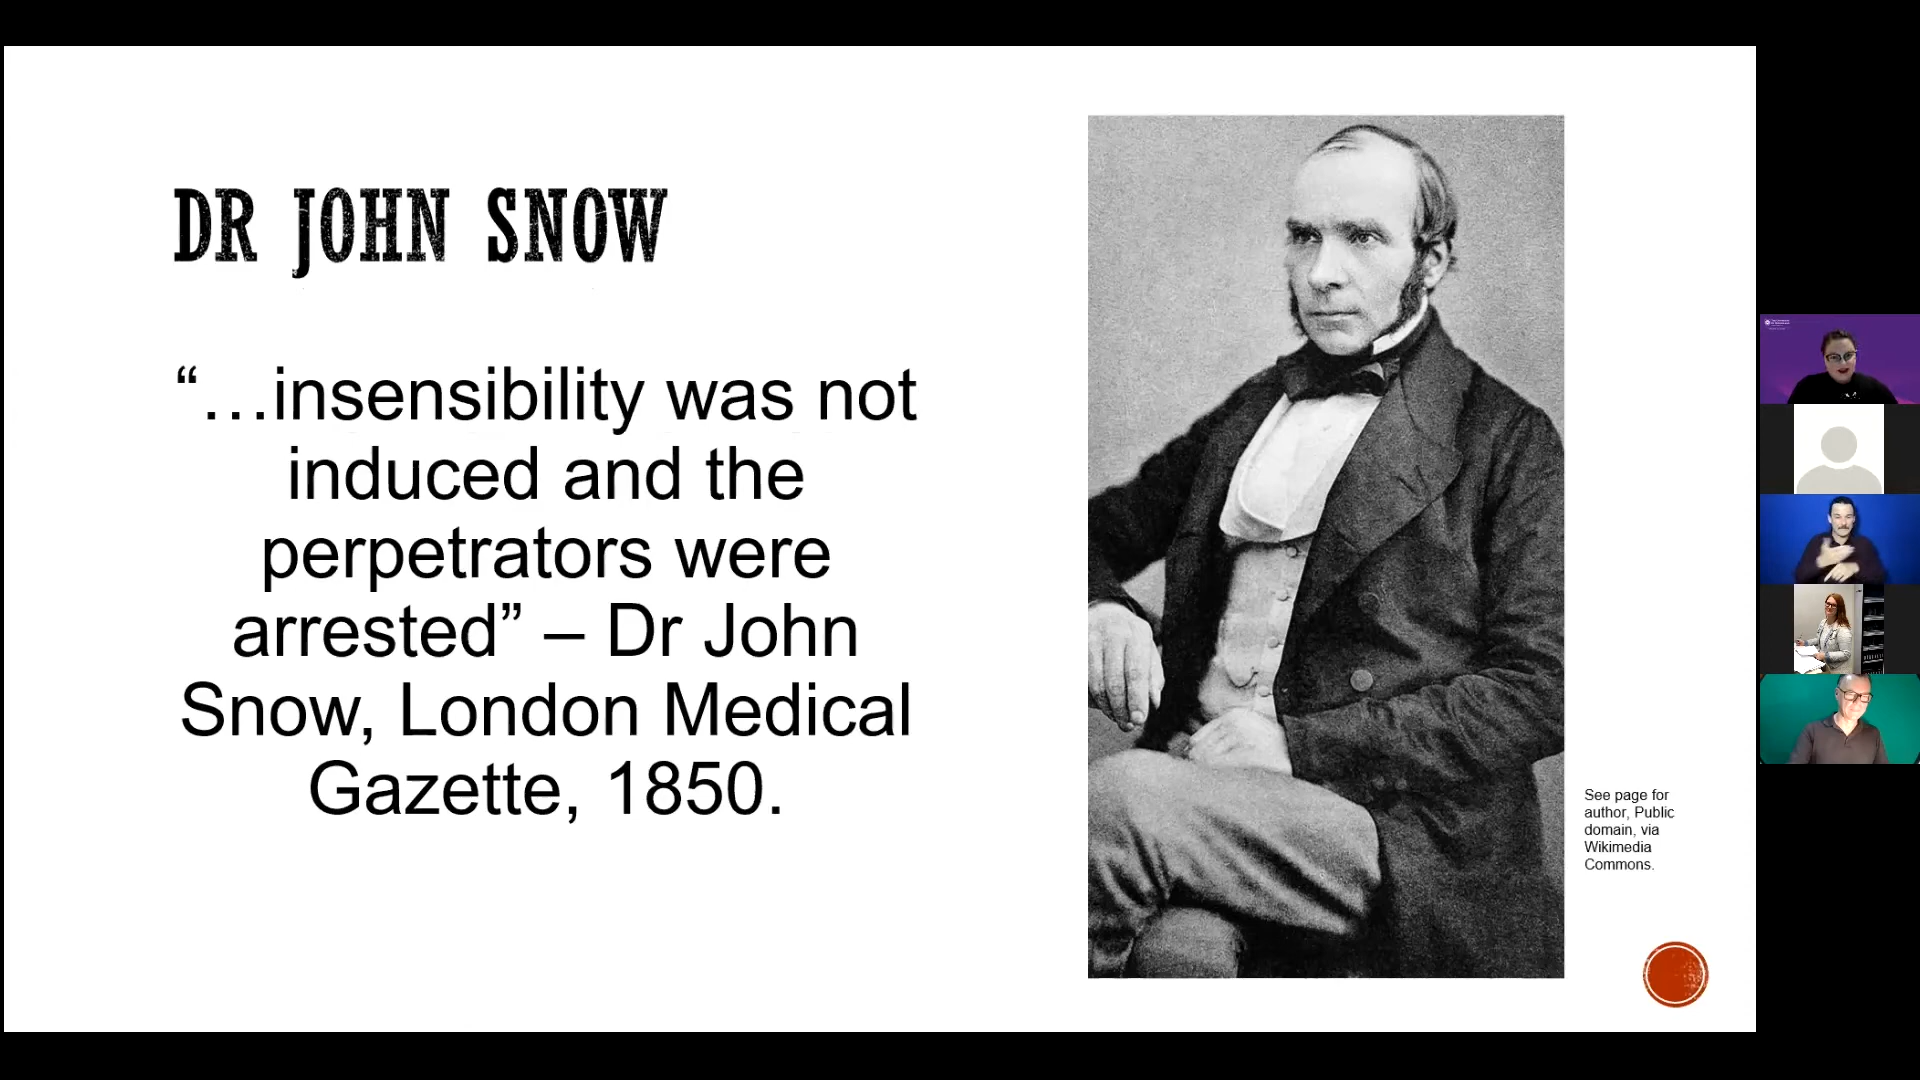 DR JOHN SNOW
“…insensibility was not
induced and the
perpetrators were
arrested” – Dr John
Snow, London Medical
Gazette, 1850.
See page for
author, Public
domain, via
Wikimedia
Commons.